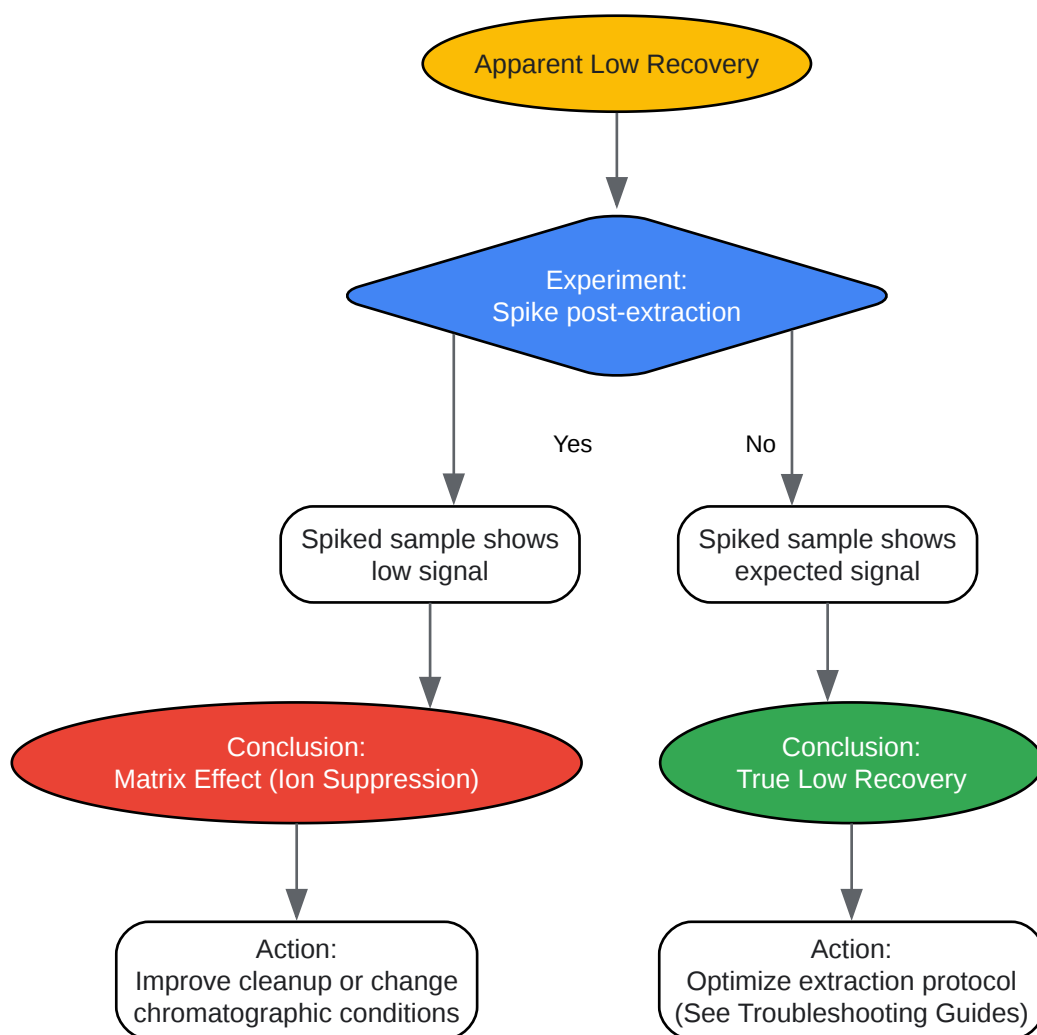 Apparent Low Recovery
Experiment:
Spike post-extraction
Yes
No
Spiked sample shows
low signal
Spiked sample shows
expected signal
Conclusion:
Matrix Effect (Ion Suppression)
Conclusion:
True Low Recovery
Action:
Improve cleanup or change
chromatographic conditions
Action:
Optimize extraction protocol
(See Troubleshooting Guides)